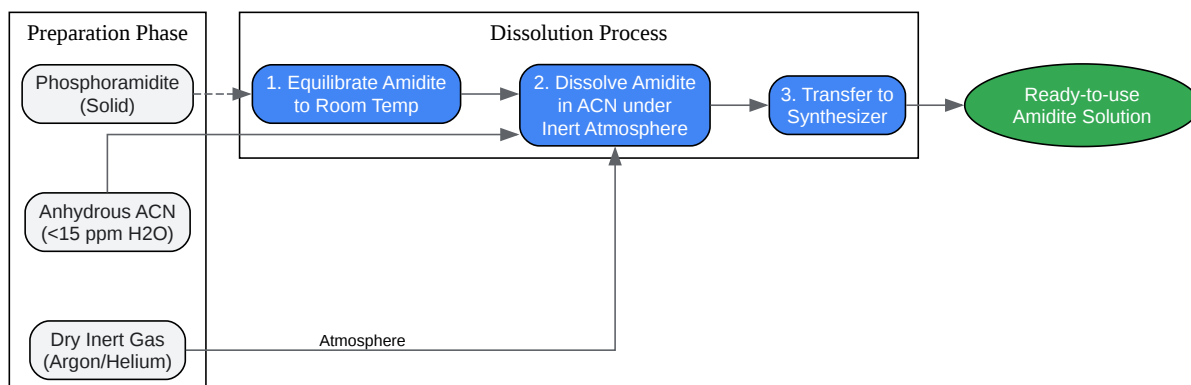 Preparation Phase
Dissolution Process
Phosphoramidite
(Solid)
1. Equilibrate Amidite
to Room Temp
2. Dissolve Amidite
in ACN under
Inert Atmosphere
3. Transfer to
Synthesizer
Ready-to-use
Amidite Solution
Anhydrous ACN
(<15 ppm H2O)
Dry Inert Gas
(Argon/Helium)
Atmosphere